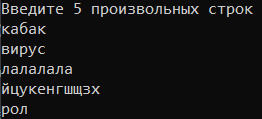 Введите 5 произвольных строк
кабак
вирус
лалалала
йцукенгшщзх
рол